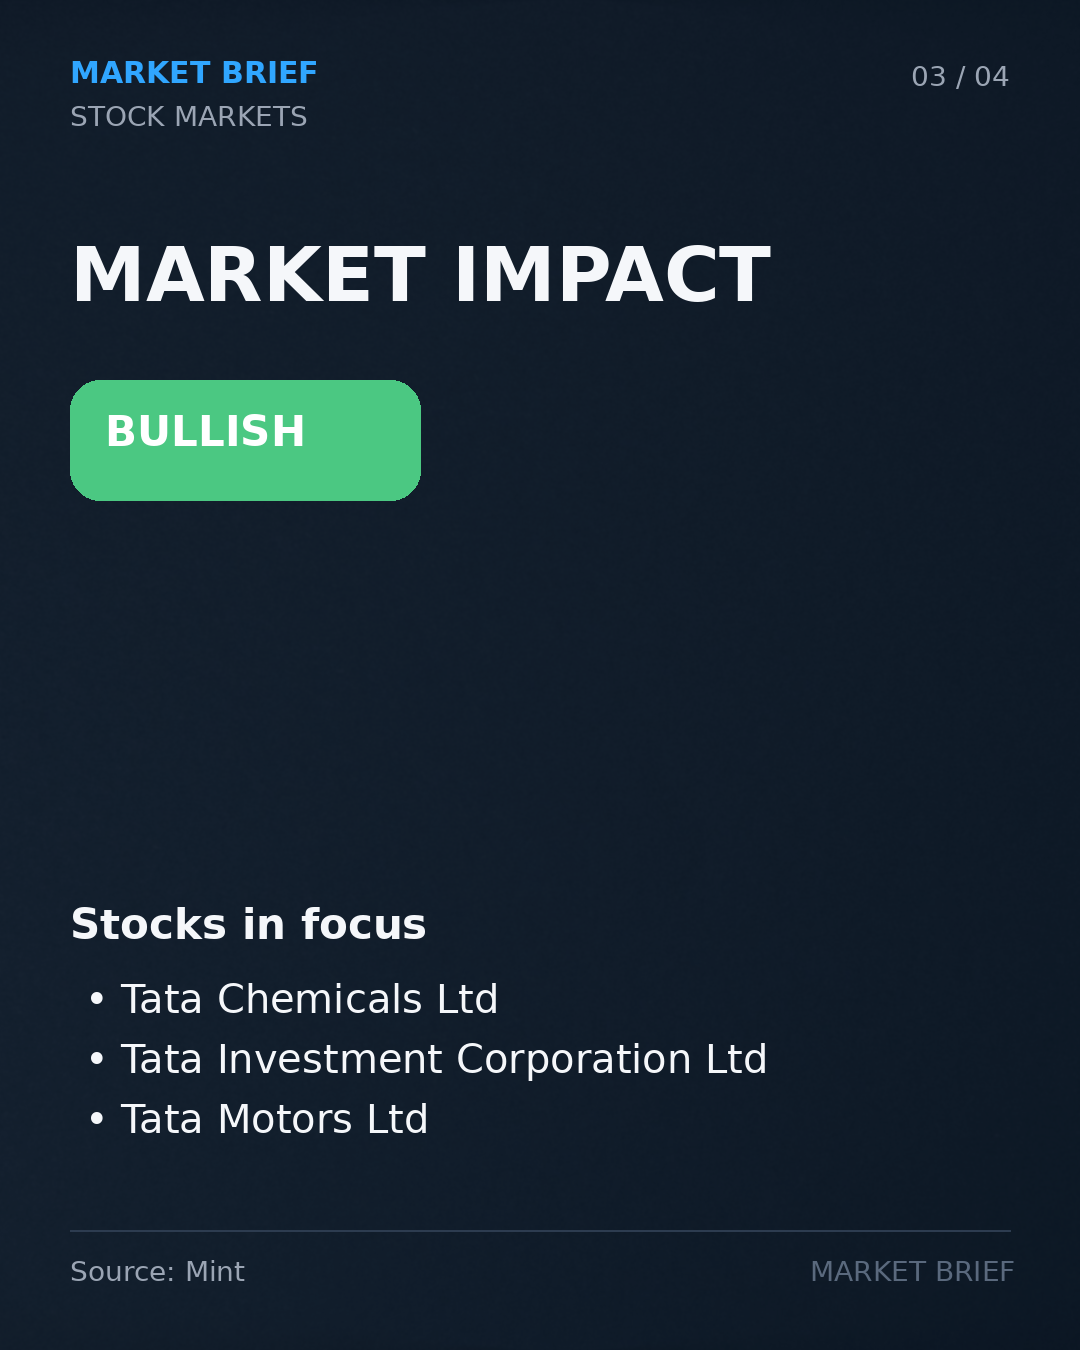 MARKET BRIEF
03 / 04
STOCK MARKETS
MARKET IMPACT
BULLISH
Stocks in focus
• Tata Chemicals Ltd
• Tata Investment Corporation Ltd
• Tata Motors Ltd
Source: Mint
MARKET BRIEF